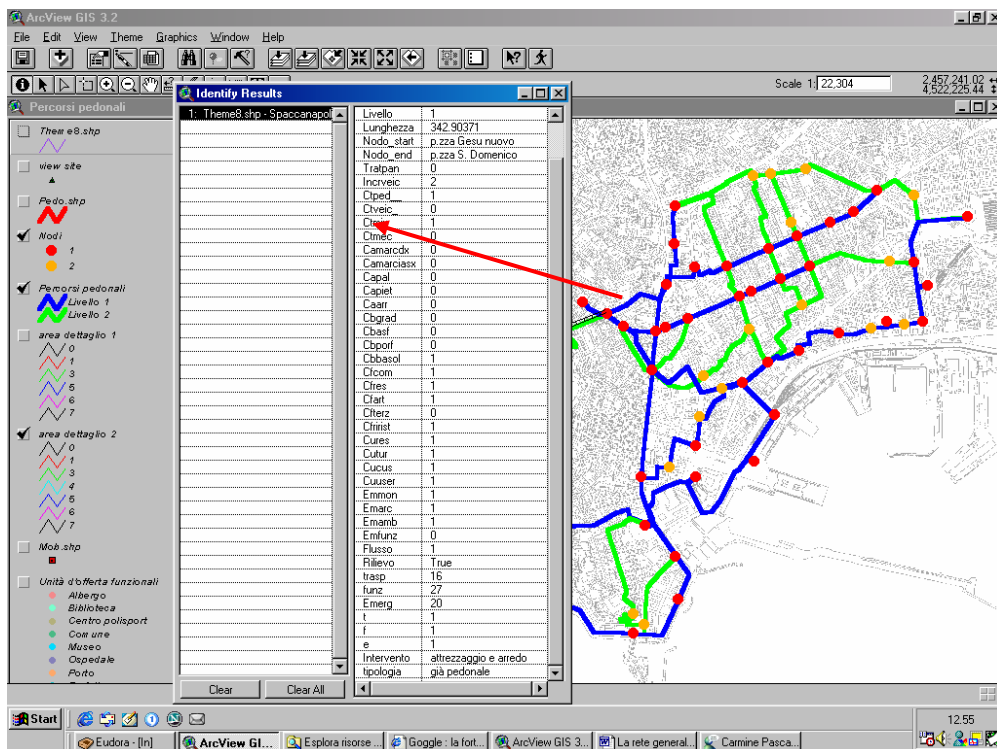 ArcView GIS 3.2
File Edit View Theme Graphics Window Help
Scale 1: 22,304
2,457,241.02
4,522,225.44
Percorsi pedonali
Theme8.shp
view site
Pedo.shp
Nodi
1
2
Percorsi pedonali
Livello 1
Livello 2
area dettaglio 1
0
1
3
5
6
7
area dettaglio 2
0
1
3
4
5
6
7
Mob.shp
Unità d'offerta funzionali
Albergo
Biblioteca
Centro polisport
Comune
Museo
Ospedale
Porto
Identify Results
1: Theme8.shp - Spaccanapol
Livello 1
Lunghezza 342.90371
Nodo_start p.zza Gesu nuovo
Nodo_end p.zza S. Domenico
Tratpan 0
Incrveic 2
Ctped__ 1
Ctveic_ 0
1
Ctmec 0
Camarcdx 0
Camarciasx 0
Capal 0
Capiet 0
Caarr 0
Cbgrad 0
Cbasf 0
Cbporf 0
Cbbasol 1
Cfcom 1
Cfres 1
Cfart 1
Cfterz 0
Cfririst 1
Cures 1
Cutur 1
Cucus 1
Cuuser 1
Emmon 1
Emarc 1
Emamb 1
Emfunz 0
Flusso 1
Rilievo True
trasp 16
funz 27
Emerg 20
t 1
f 1
e 1
Intervento attrezzaggio e arredo
tipologia già pedonale
Clear Clear All
Start
12.55
Eudora - [In]
ArcView GI...
Esplora risorse ...
Goggle : la fort...
ArcView GIS 3...
La rete general...
Carmine Pasca...